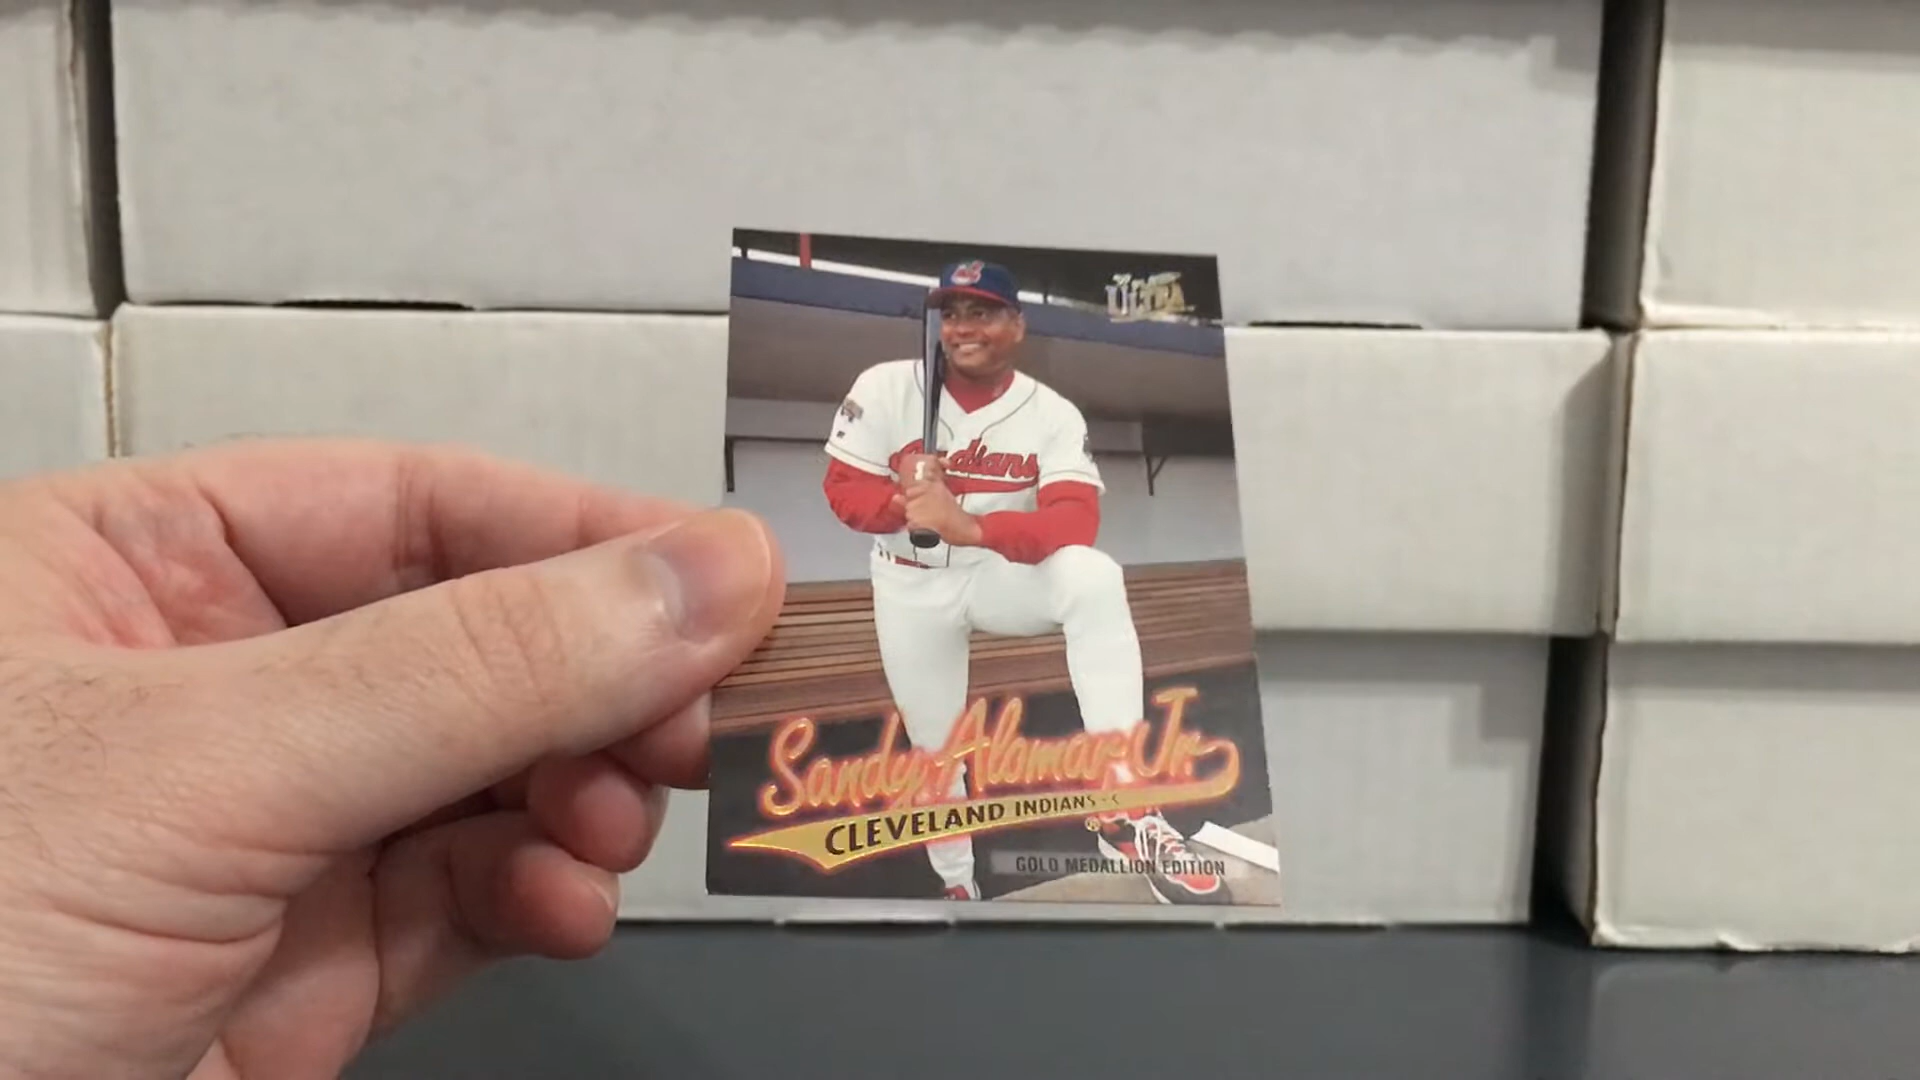 ULTRA
Indians
Sandy Alomar Jr.
CLEVELAND INDIANS • C
GOLD MEDALLION EDITION